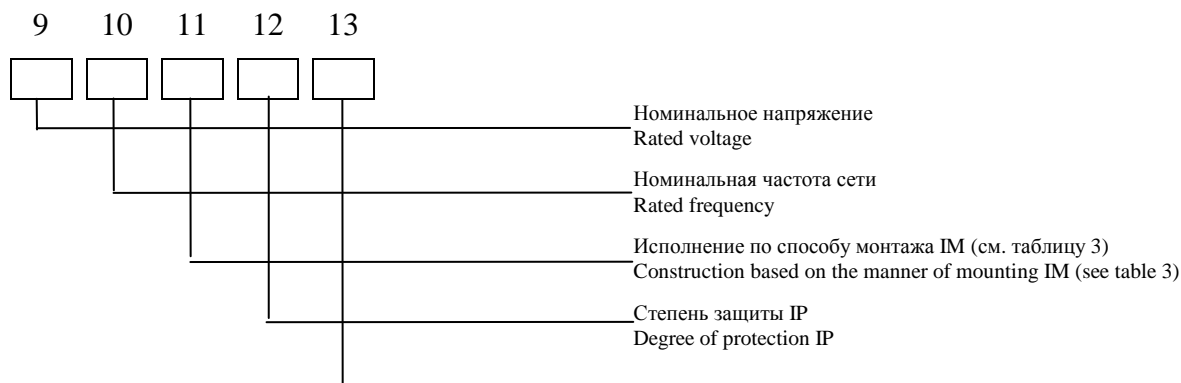 9 10 11 12 13
Номинальное напряжение
Rated voltage
Номинальная частота сети
Rated frequency
Исполнение по способу монтажа IM (см. таблицу 3)
Construction based on the manner of mounting IM (see table 3)
Степень защиты IP
Degree of protection IP